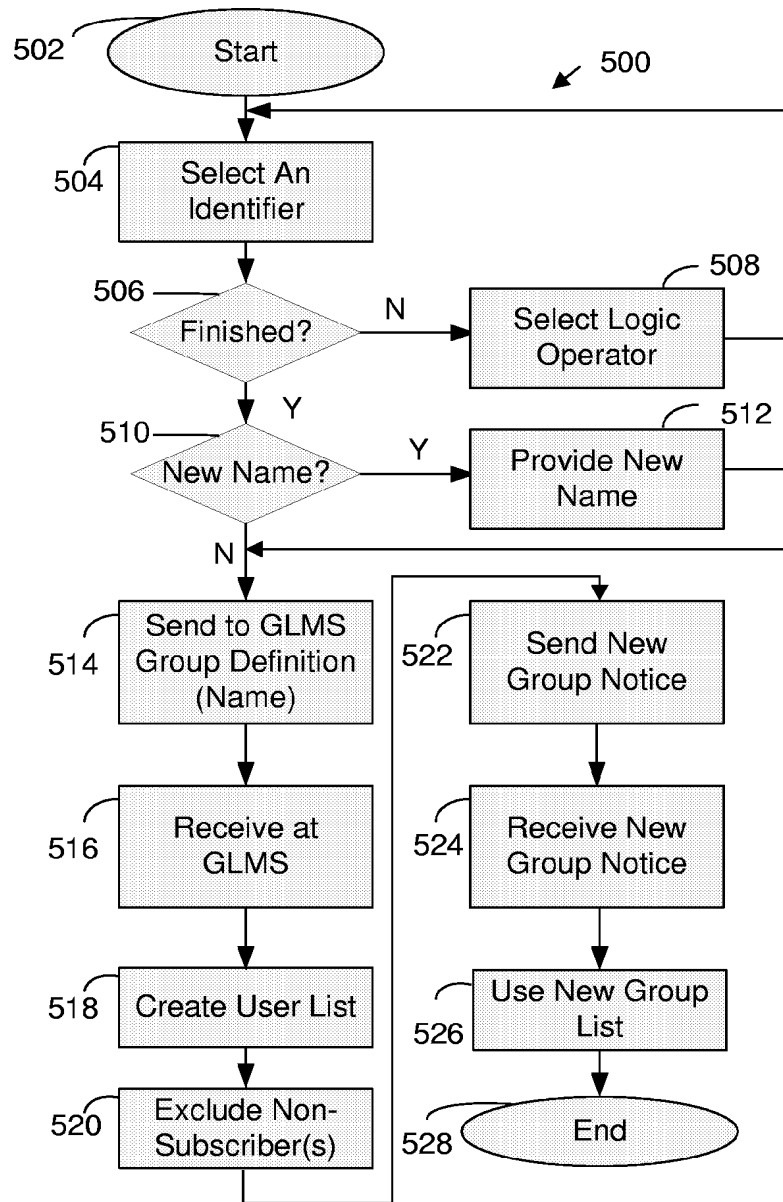 502
Start
500
504
Select An
Identifier
506
Finished?
N
508
Select Logic
Operator
Y
510
New Name?
Y
512
Provide New
Name
N
514
Send to GLMS
Group Definition
(Name)
516
Receive at
GLMS
518
Create User List
520
Exclude Non-
Subscriber(s)
522
Send New
Group Notice
524
Receive New
Group Notice
526
Use New Group
List
528
End